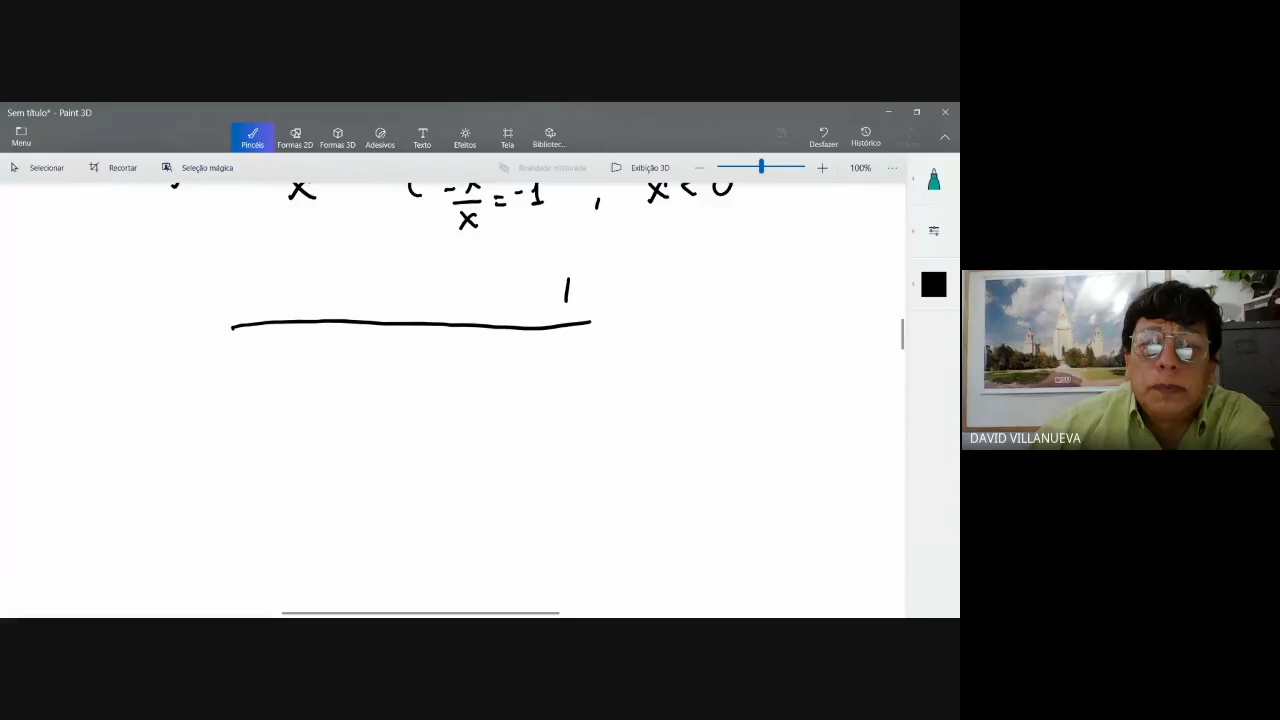 Sem título* - Paint 3D
Menu
Pincéis Formas 2D Formas 3D Adesivos Texto Efeitos Tela Bibliotec... Desfazer Histórico
Selecionar Recortar Seleção mágica Realidade misturada Exibição 3D 100%
x -x/x = -1 , x < 0
MSU
DAVID VILLANUEVA